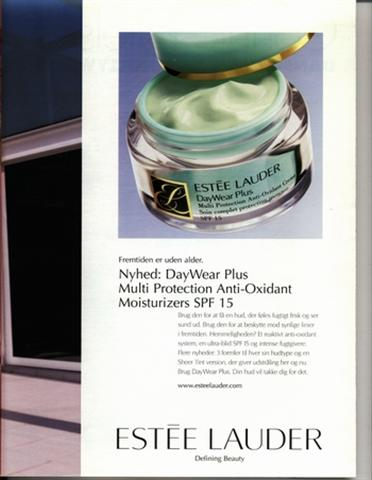 ESTĒE LAUDER
DayWear Plus
Multi Protection Anti-Oxidant Creme
Soin complet protection
SPF 15
Fremtiden er uden alder.
Nyhed: DayWear Plus
Multi Protection Anti-Oxidant
Moisturizers SPF 15
Brug den for at få en hud, der føles fugtigt frisk og ser
sund ud. Brug den for at beskytte mod synlige linier
i fremtiden. Hemmeligheden? Et reaktivt anti-oxidant
system, en ultra-blid SPF 15 og intense fugtgivere.
Flere nyheder: 3 formler til hver sin hudtype og en
Sheer Tint version, der giver udstråling her og nu.
Brug DayWear Plus. Din hud vil takke dig for det.
www.esteelauder.com
ESTĒE LAUDER
Defining Beauty